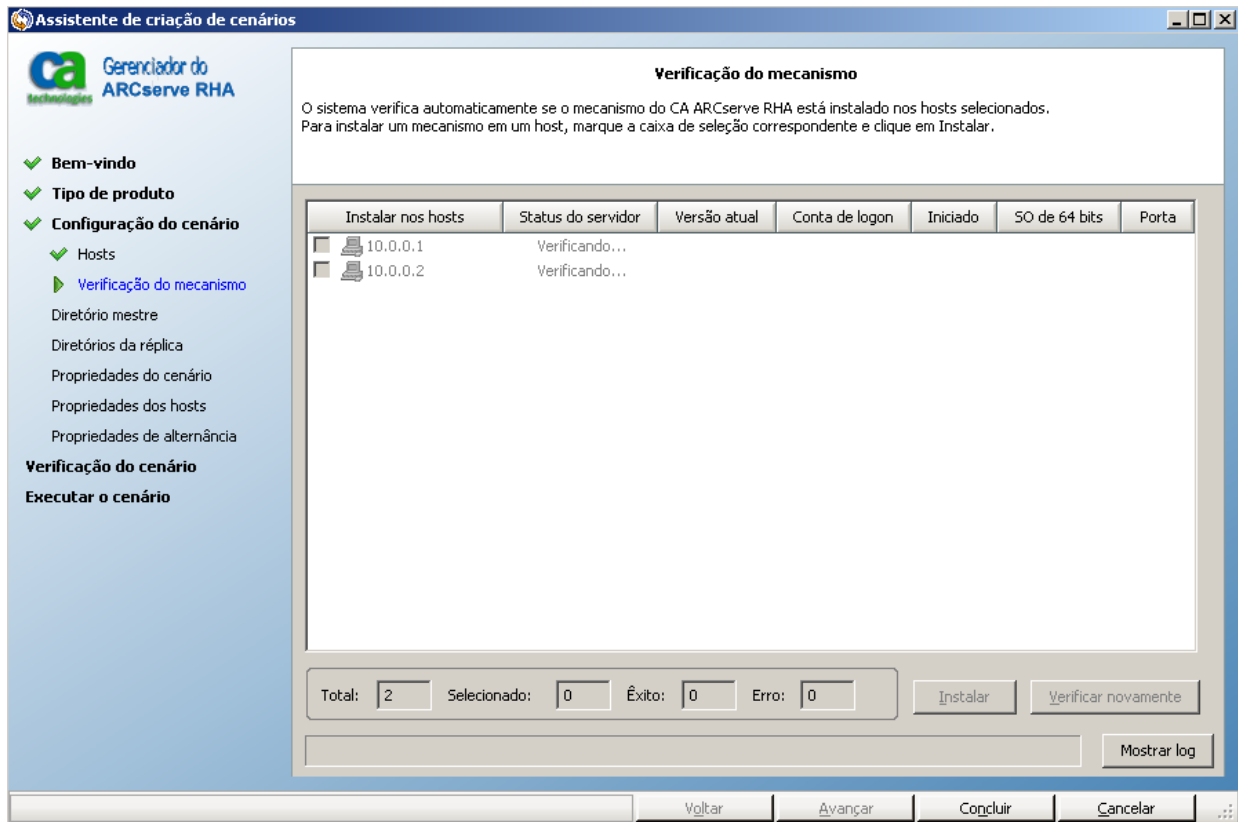 Assistente de criação de cenários
ca
technologies
Gerenciador do
ARCserve RHA
Bem-vindo
Tipo de produto
Configuração do cenário
Hosts
Verificação do mecanismo
Diretório mestre
Diretórios da réplica
Propriedades do cenário
Propriedades dos hosts
Propriedades de alternância
Verificação do cenário
Executar o cenário
Verificação do mecanismo
O sistema verifica automaticamente se o mecanismo do CA ARCserve RHA está instalado nos hosts selecionados.
Para instalar um mecanismo em um host, marque a caixa de seleção correspondente e clique em Instalar.
Instalar nos hosts Status do servidor Versão atual Conta de logon Iniciado SO de 64 bits Porta
10.0.0.1 Verificando...
10.0.0.2 Verificando...
Total: 2 Selecionado: 0 Êxito: 0 Erro: 0 Instalar Verificar novamente
Mostrar log
Voltar Avançar Concluir Cancelar